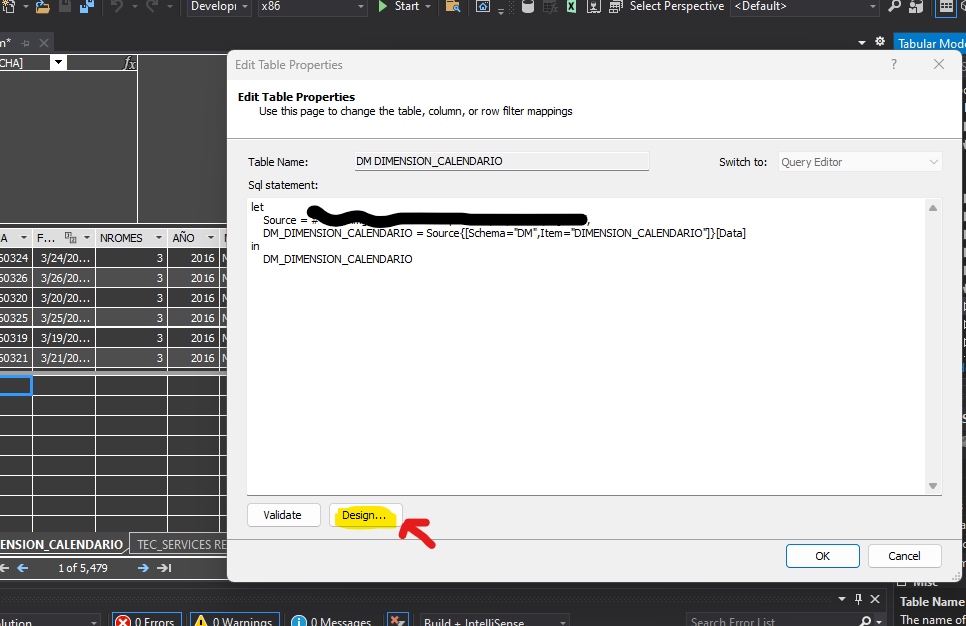 Developi
x86
Start
Select Perspective
<Default>
m*
Tabular Mode
CHA]
fx
Edit Table Properties
?
Edit Table Properties
Use this page to change the table, column, or row filter mappings
Table Name:
DM DIMENSION_CALENDARIO
Switch to:
Query Editor
Sql statement:
let
Source = #
,
DM_DIMENSION_CALENDARIO = Source{[Schema="DM",Item="DIMENSION_CALENDARIO"]}[Data]
in
DM_DIMENSION_CALENDARIO
A F... NROMES AÑO
60324 3/24/20... 3 2016
60326 3/26/20... 3 2016
60320 3/20/20... 3 2016
60325 3/25/20... 3 2016
60319 3/19/20... 3 2016
60321 3/21/20... 3 2016
Validate
Design...
OK
Cancel
ENSION_CALENDARIO
TEC_SERVICES RE
1 of 5,479
Misc
Table Name
The name of
olution
0 Errors
0 Warnings
0 Messages
Build + IntelliSense
Search Error List